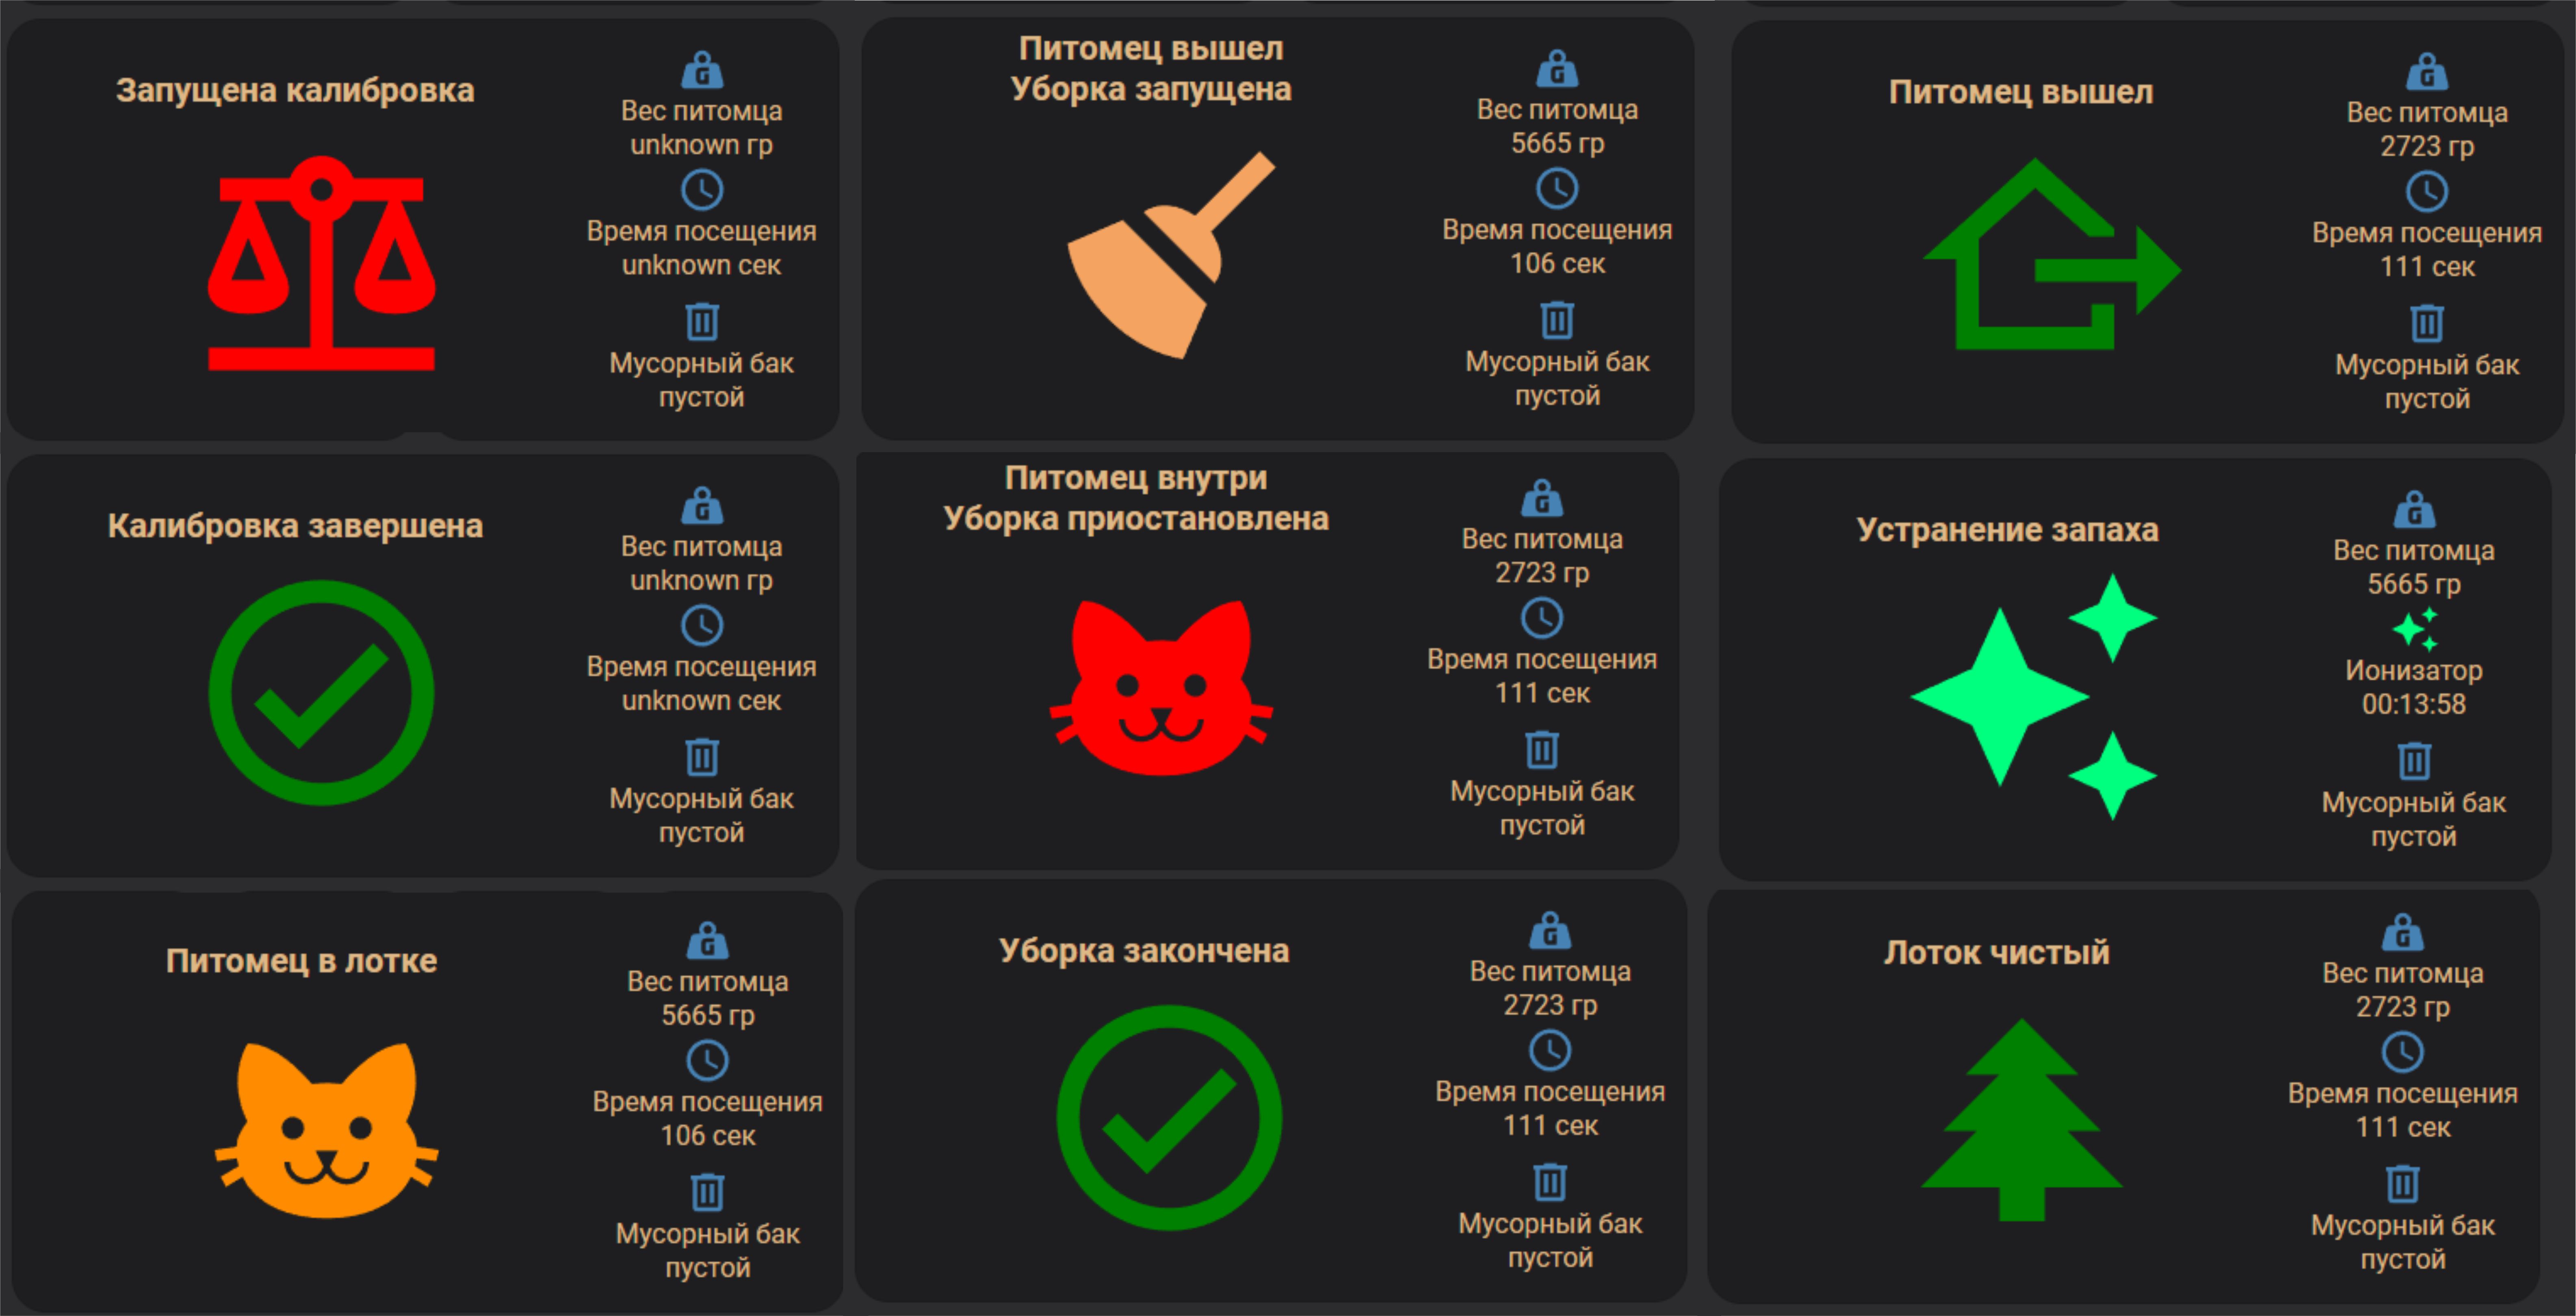 Запущена калибровка
Вес питомца
unknown гр
Время посещения
unknown сек
Мусорный бак
пустой
Питомец вышел
Уборка запущена
Вес питомца
5665 гр
Время посещения
106 сек
Мусорный бак
пустой
Питомец вышел
Вес питомца
2723 гр
Время посещения
111 сек
Мусорный бак
пустой
Калибровка завершена
Вес питомца
unknown гр
Время посещения
unknown сек
Мусорный бак
пустой
Питомец внутри
Уборка приостановлена
Вес питомца
2723 гр
Время посещения
111 сек
Мусорный бак
пустой
Устранение запаха
Вес питомца
5665 гр
Ионизатор
00:13:58
Мусорный бак
пустой
Питомец в лотке
Вес питомца
5665 гр
Время посещения
106 сек
Мусорный бак
пустой
Уборка закончена
Вес питомца
2723 гр
Время посещения
111 сек
Мусорный бак
пустой
Лоток чистый
Вес питомца
2723 гр
Время посещения
111 сек
Мусорный бак
пустой